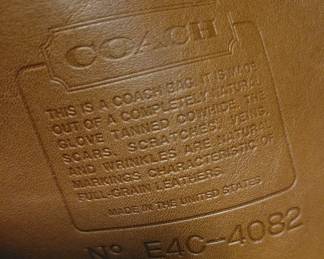 COACH
THIS IS A COACH BAG. IT IS MADE
OUT OF A COMPLETELY NATURAL
GLOVE TANNED COWHIDE. THE
SCARS, SCRATCHES, VEINS,
AND WRINKLES ARE NATURAL
MARKINGS CHARACTERISTIC OF
FULL-GRAIN LEATHERS.
MADE IN THE UNITED STATES
No E4C-4082